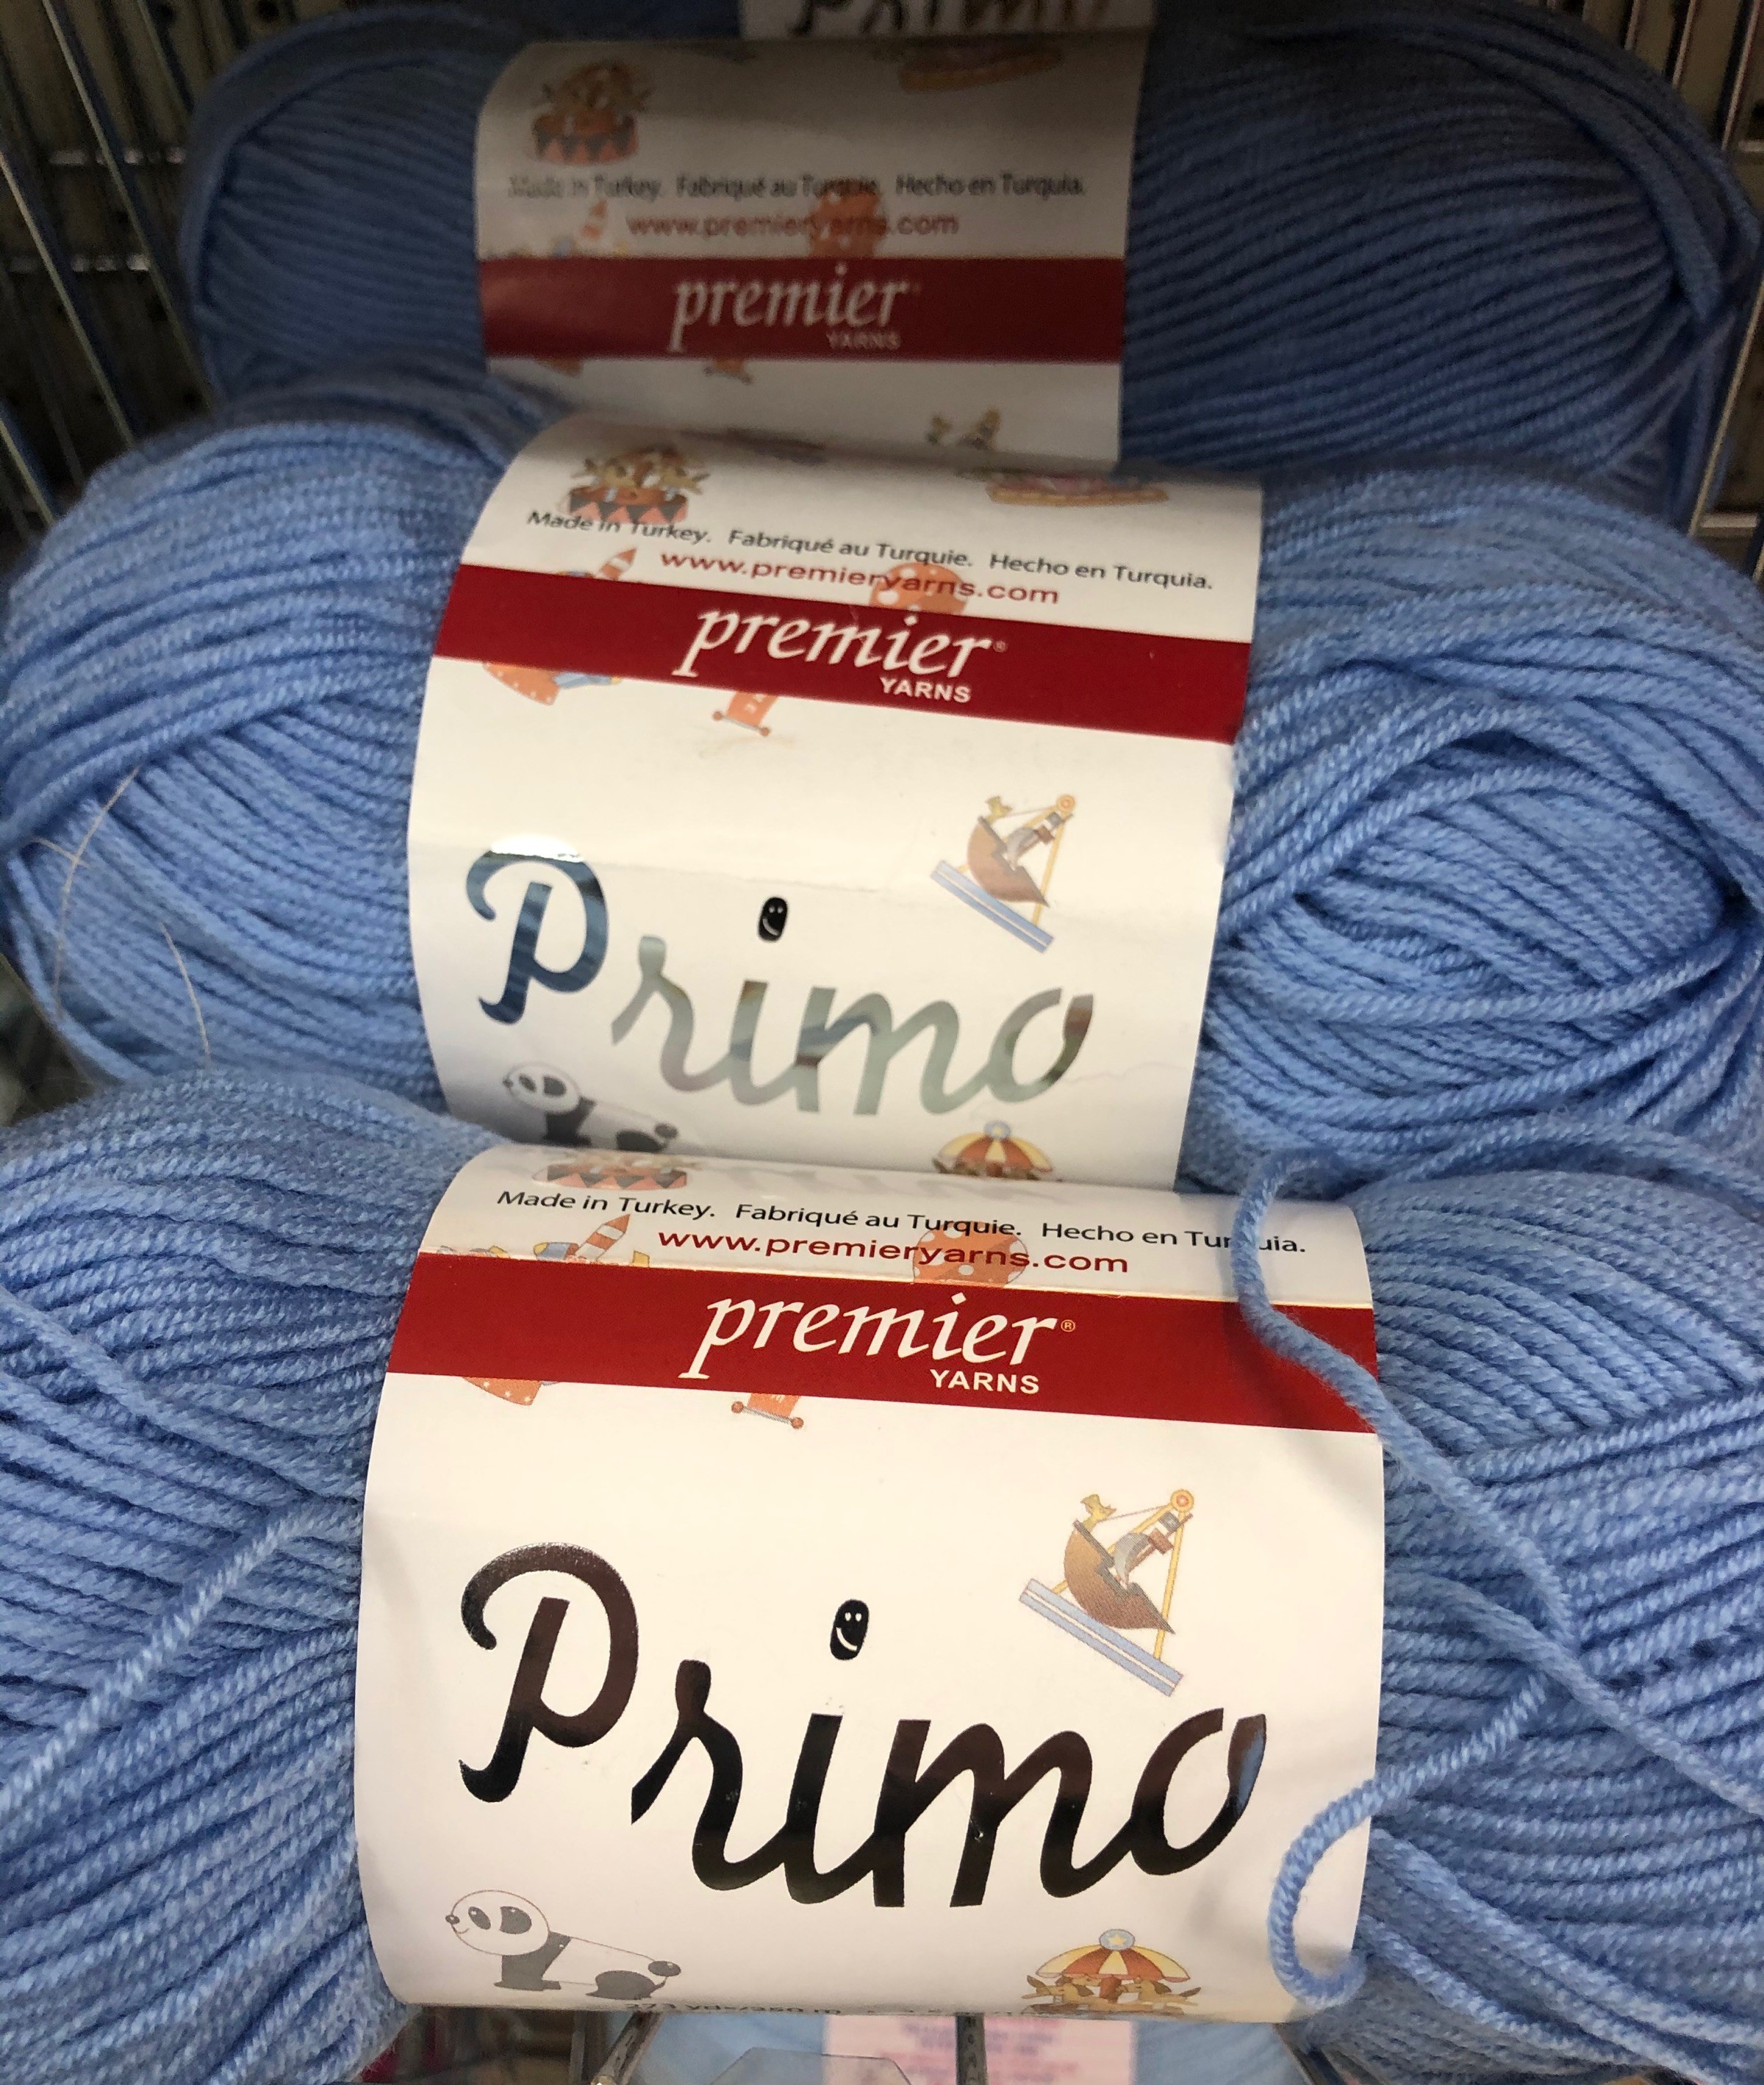 Primo
Made in Turkey. Fabriqué au Turquie. Hecho en Turquia.
www.premieryarns.com
premier
YARNS
Made in Turkey. Fabriqué au Turquie. Hecho en Turquia.
www.premieryarns.com
premier®
YARNS
Primo
Made in Turkey. Fabriqué au Turquie. Hecho en Turquia.
www.premieryarns.com
premier®
YARNS
Primo